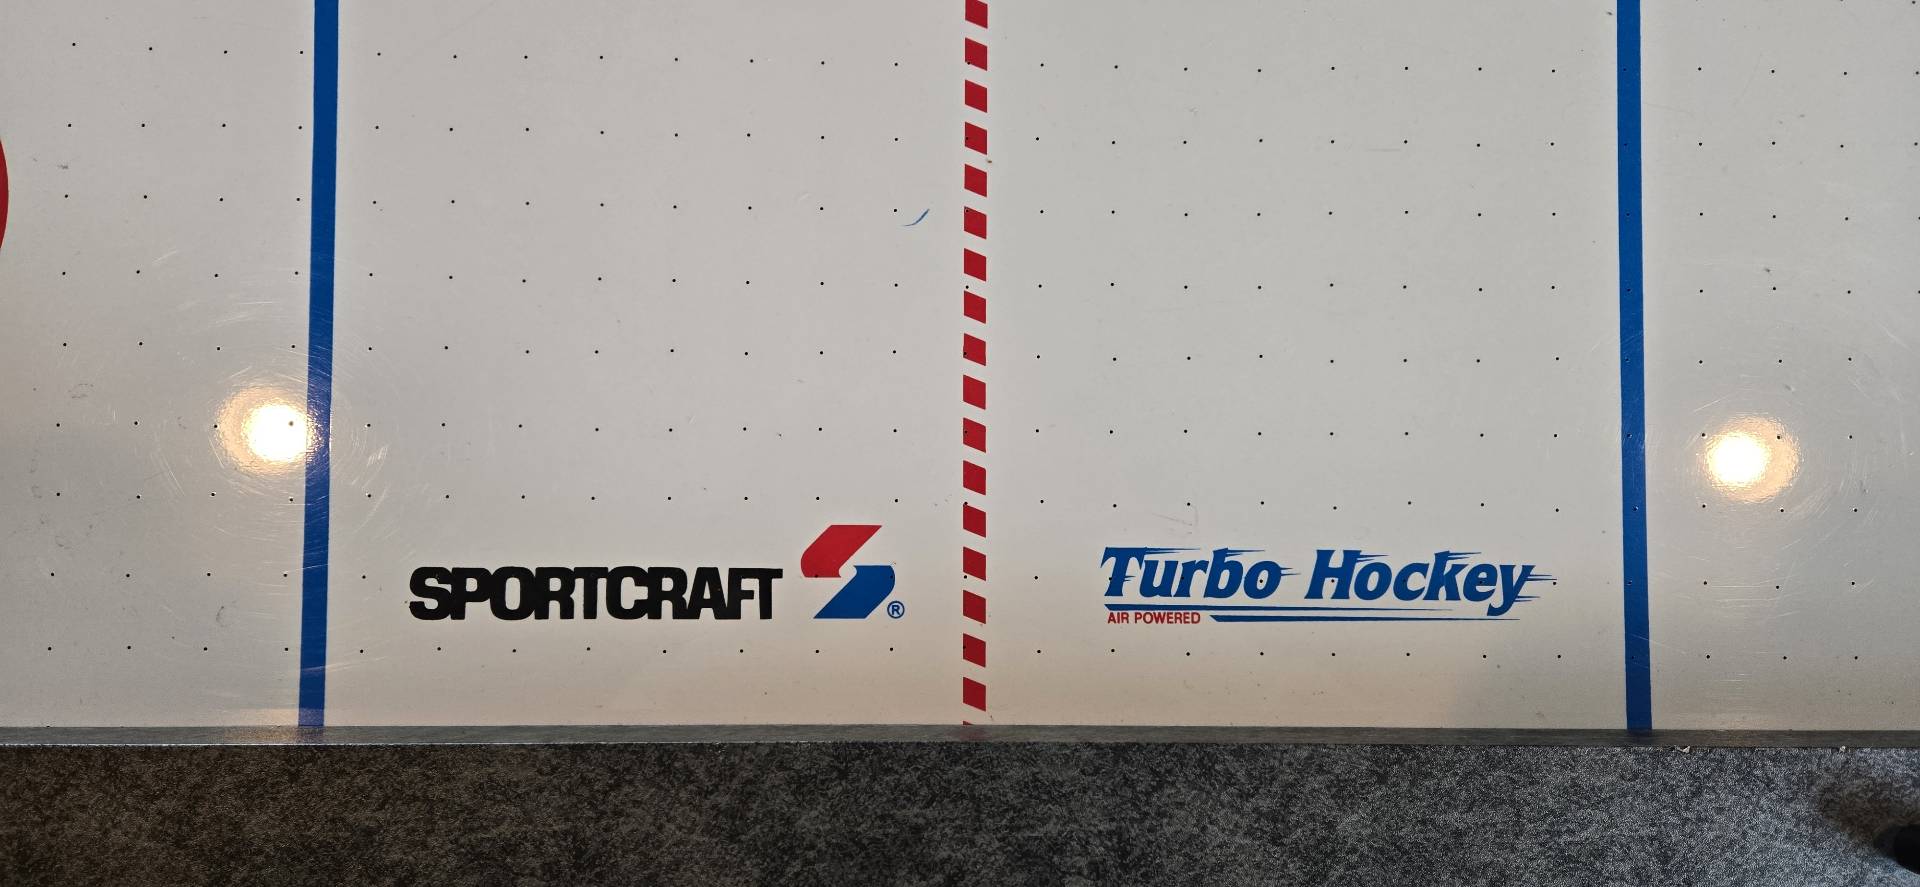 SPORTCRAFT ®
Turbo Hockey
AIR POWERED